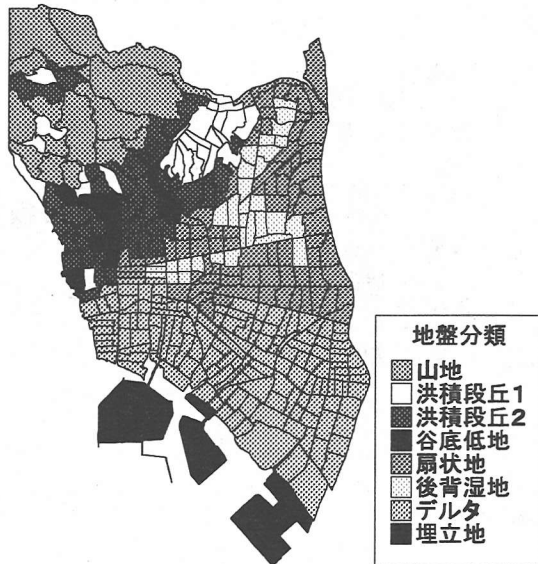 地盤分類
山地
洪積段丘1
洪積段丘2
谷底低地
扇状地
後背湿地
デルタ
埋立地